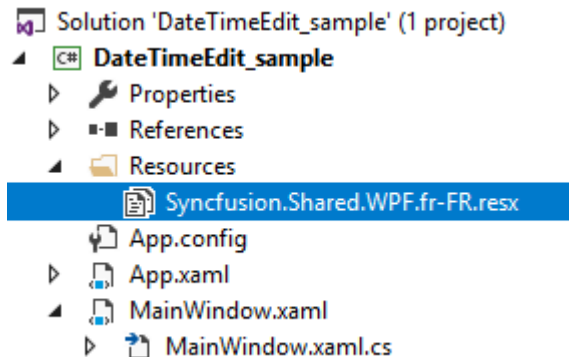 Solution 'DateTimeEdit_sample' (1 project)
C# DateTimeEdit_sample
Properties
References
Resources
Syncfusion.Shared.WPF.fr-FR.resx
App.config
App.xaml
MainWindow.xaml
MainWindow.xaml.cs